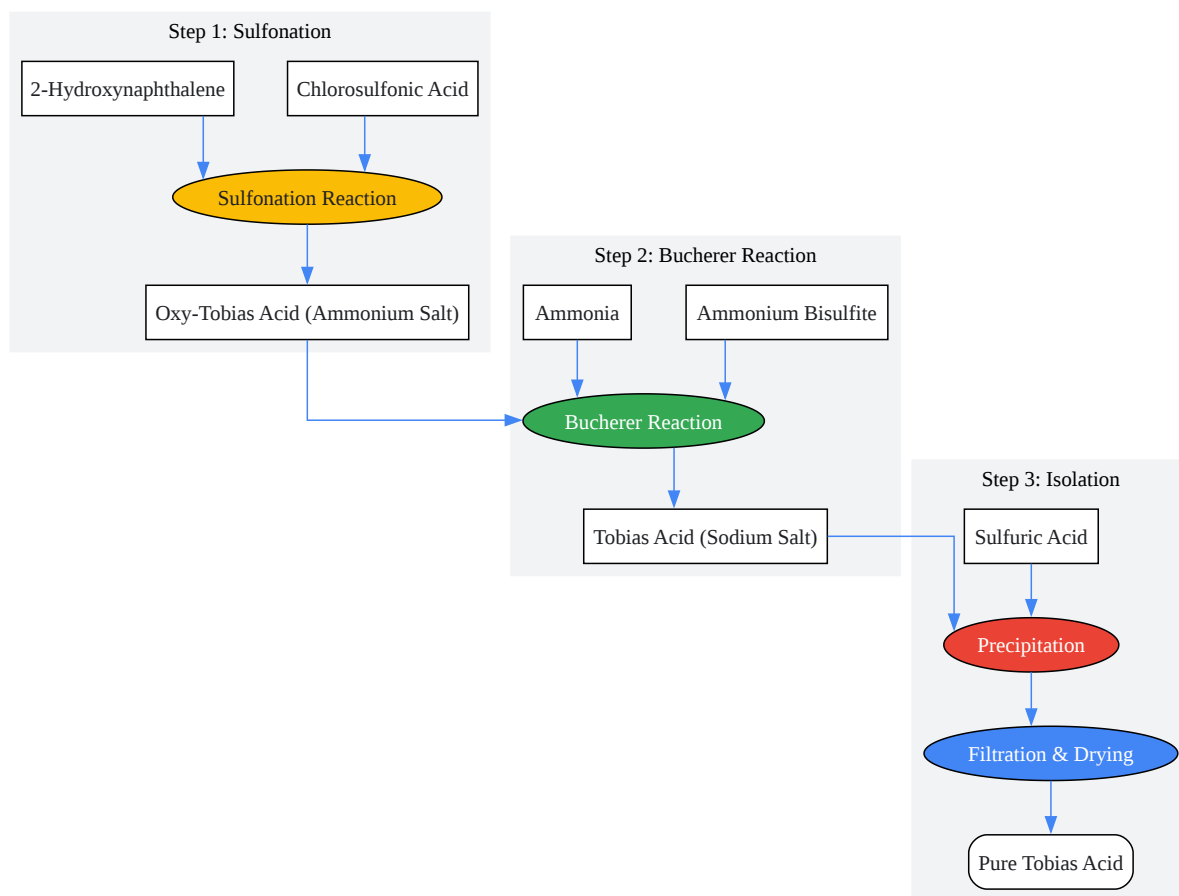 Step 1: Sulfonation
2-Hydroxynaphthalene
Chlorosulfonic Acid
Sulfonation Reaction
Oxy-Tobias Acid (Ammonium Salt)
Step 2: Bucherer Reaction
Ammonia
Ammonium Bisulfite
Bucherer Reaction
Tobias Acid (Sodium Salt)
Step 3: Isolation
Sulfuric Acid
Precipitation
Filtration & Drying
Pure Tobias Acid